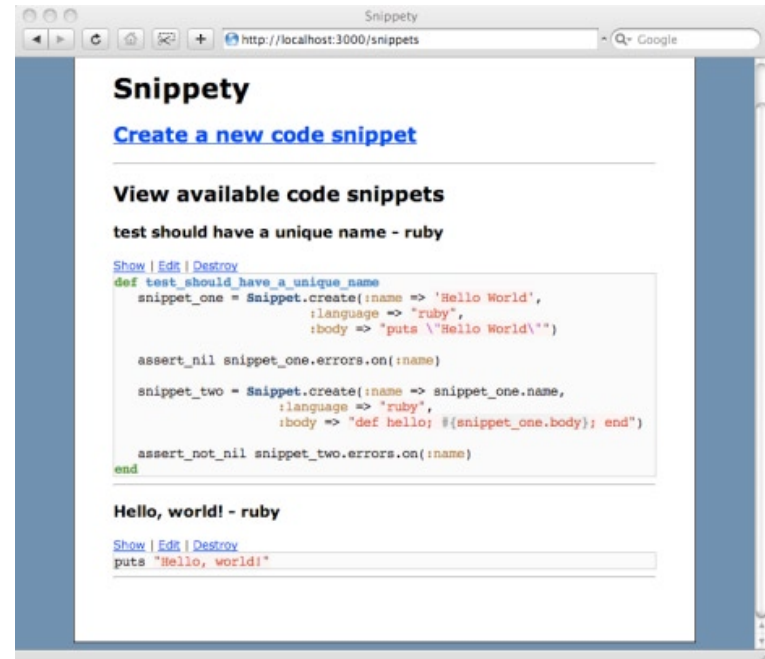 Snippety
http://localhost:3000/snippets
Google
Snippety
Create a new code snippet
View available code snippets
test should have a unique name - ruby
Show | Edit | Destroy
def test_should_have_a_unique_name
snippet_one = Snippet.create(:name => 'Hello World',
:language => "ruby",
:body => "puts \"Hello World\"")
assert_nil snippet_one.errors.on(:name)
snippet_two = Snippet.create(:name => snippet_one.name,
:language => "ruby",
:body => "def hello; #{snippet_one.body}; end")
assert_not_nil snippet_two.errors.on(:name)
end
Hello, world! - ruby
Show | Edit | Destroy
puts "Hello, world!"